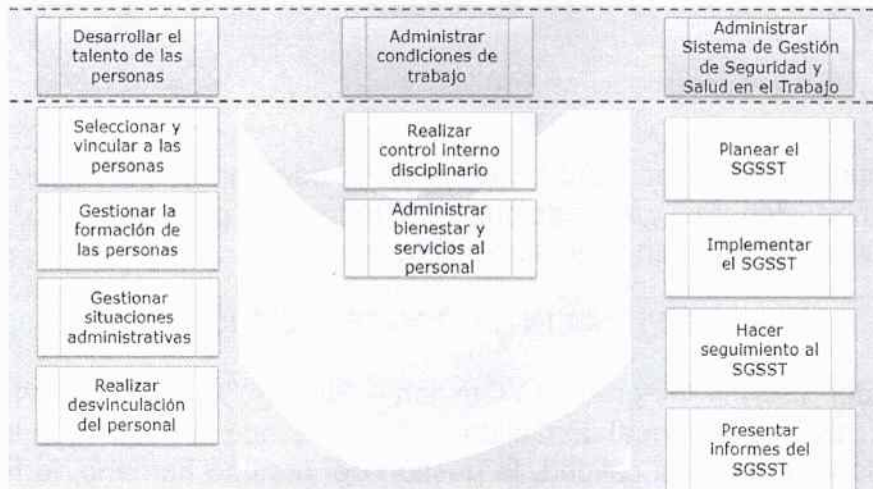 Desarrollar el
talento de las
personas
Administrar
condiciones de
trabajo
Administrar
Sistema de Gestión
de Seguridad y
Salud en el Trabajo
Seleccionar y
vincular a las
personas
Gestionar la
formación de
las personas
Gestionar
situaciones
administrativas
Realizar
desvinculación
del personal
Realizar
control interno
disciplinario
Administrar
bienestar y
servicios al
personal
Planear el
SGSST
Implementar
el SGSST
Hacer
seguimiento al
SGSST
Presentar
informes del
SGSST